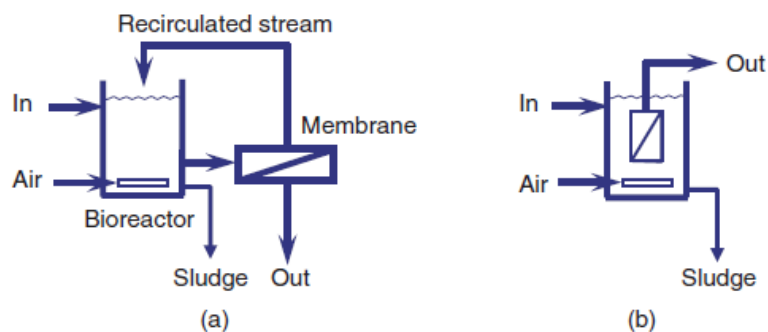 Recirculated stream
In
Membrane
Air
Bioreactor
Sludge Out
(a)
Out
In
Air
Sludge
(b)